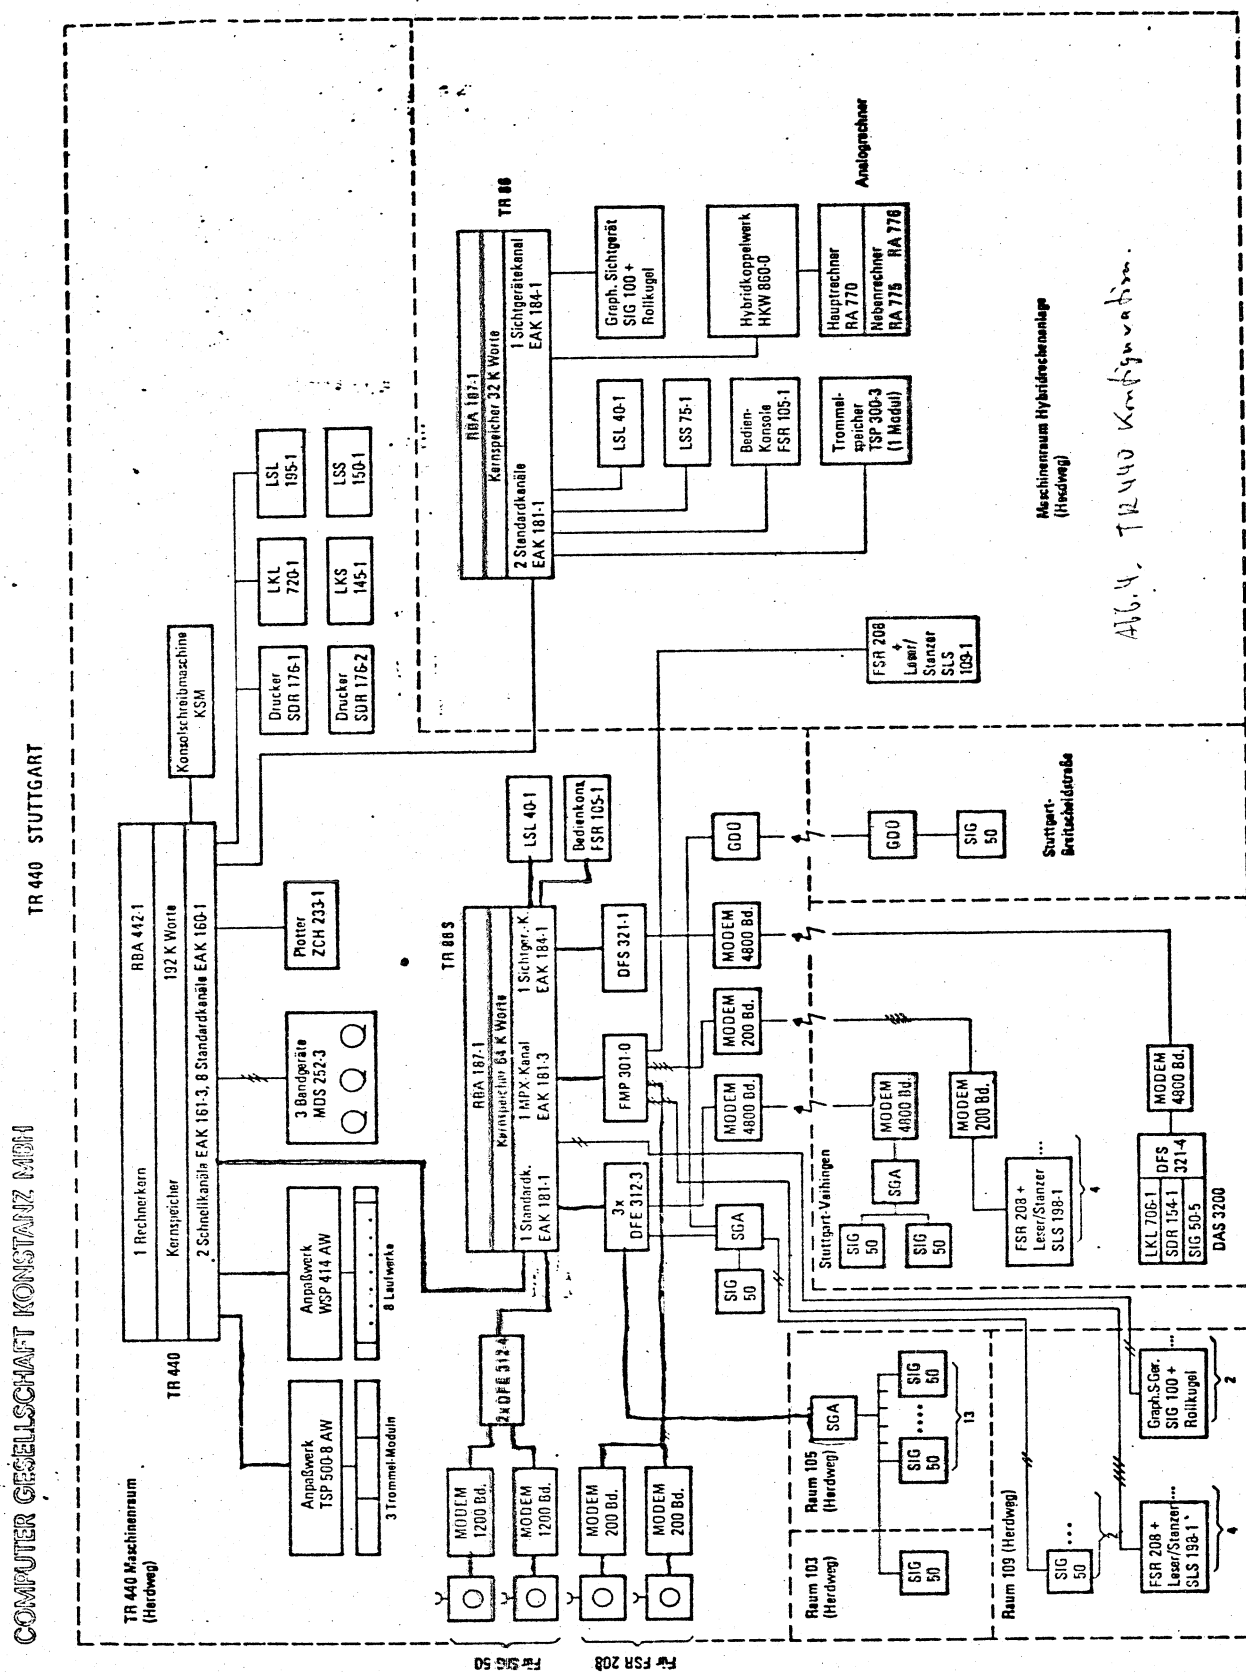 COMPUTER GESELLSCHAFT KONSTANZ MBH
TR 440 STUTTGART
TR 440 Maschinenraum
(Herdweg)
TR 440
1 Rechnerkern RBA 442-1
Kernspeicher 192 K Worte
2 Schnellkanäle EAK 161-3, 8 Standardkanäle EAK 160-1
Konsolschreibmaschine
KSM
Anpaßwerk
TSP 500-8 AW
3 Trommel-Moduln
Anpaßwerk
WSP 414 AW
8 Laufwerke
3 Bandgeräte
MDS 252-3
Plotter
ZCH 233-1
Drucker
SDR 176-1
Drucker
SDR 176-2
LKL
720-1
LKS
145-1
LSL
195-1
LSS
150-1
TR 86 S
RBA 187-1
Kernspeicher 64 K Worte
1 Standardk.
EAK 181-1
1 MPX-Kanal
EAK 181-3
1 Sichtger.-K.
EAK 184-1
LSL 40-1
Bedienkons.
FSR 105-1
2x DFE 312-4
MODEM
1200 Bd.
MODEM
1200 Bd.
MODEM
200 Bd.
MODEM
200 Bd.
Für SIG 50
Für FSR 208
3x
DFE 312-3
FMP 301-0
DFS 321-1
SGA
SIG
50
MODEM
4800 Bd.
MODEM
200 Bd.
MODEM
4800 Bd.
GDO
TR 86
RBA 187-1
Kernspeicher 32 K Worte
2 Standardkanäle
EAK 181-1
1 Sichtgerätekanal
EAK 184-1
LSL 40-1
LSS 75-1
Bedien-
Konsole
FSR 105-1
Trommel-
speicher
TSP 300-3
(1 Modul)
Graph. Sichtgerät
SIG 100 +
Rollkugel
Hybridkoppelwerk
HKW 860-0
Hauptrechner
RA 770
Nebenrechner
RA 775 RA 776
Analogrechner
FSR 208
+
Leser/
Stanzer
SLS
109-1
Maschinenraum Hybridrechenanlage
(Herdweg)
Abb. 4. TR 440 Konfiguration.
Raum 103
(Herdweg)
SIG
50
Raum 105
(Herdweg)
SGA
SIG
50
....
SIG
50
13
Raum 109 (Herdweg)
SIG
50
...
2
FSR 208 +
Leser/Stanzer
SLS 198-1
...
4
Graph.S-Ger.
SIG 100 +
Rollkugel
...
2
Stuttgart-Vaihingen
SIG
50
SIG
50
SGA
MODEM
4800 Bd.
MODEM
200 Bd.
FSR 208 +
Leser/Stanzer
SLS 198-1
...
4
MODEM
4800 Bd.
LKL 706-1
SDR 154-1
SIG 50-5
DFS
321-4
DAS 3200
GDO
SIG
50
Stuttgart-
Breitscheidstraße